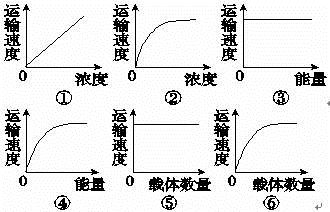 运输速度
0
浓度
①
运输速度
0
浓度
②
运输速度
0
能量
③
运输速度
0
能量
④
运输速度
0
载体数量
⑤
运输速度
0
载体数量
⑥